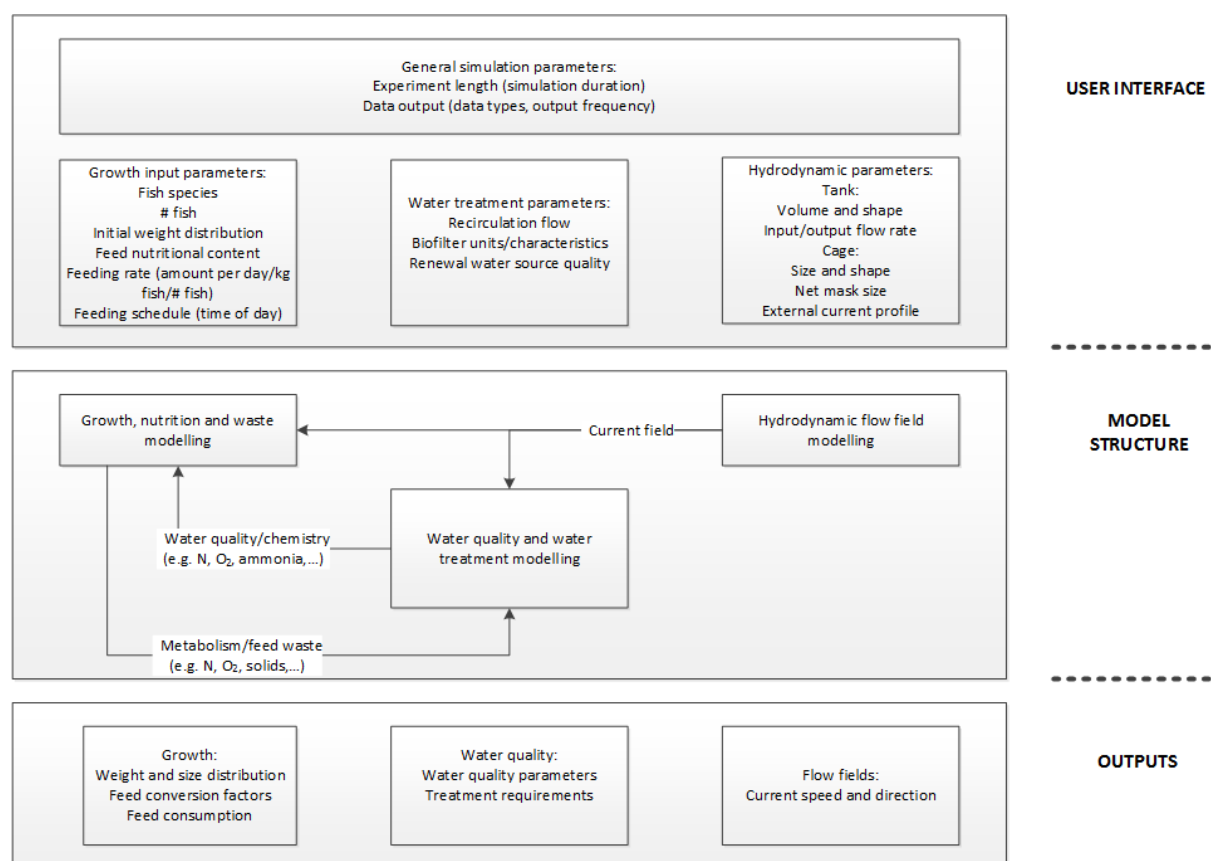 General simulation parameters:
Experiment length (simulation duration)
Data output (data types, output frequency)
USER INTERFACE
Growth input parameters:
Fish species
# fish
Initial weight distribution
Feed nutritional content
Feeding rate (amount per day/kg
fish/# fish)
Feeding schedule (time of day)
Water treatment parameters:
Recirculation flow
Biofilter units/characteristics
Renewal water source quality
Hydrodynamic parameters:
Tank:
Volume and shape
Input/output flow rate
Cage:
Size and shape
Net mask size
External current profile
Growth, nutrition and waste
modelling
Current field
Hydrodynamic flow field
modelling
MODEL
STRUCTURE
Water quality/chemistry
(e.g. N, O₂, ammonia,...)
Water quality and water
treatment modelling
Metabolism/feed waste
(e.g. N, O₂, solids,...)
Growth:
Weight and size distribution
Feed conversion factors
Feed consumption
Water quality:
Water quality parameters
Treatment requirements
Flow fields:
Current speed and direction
OUTPUTS